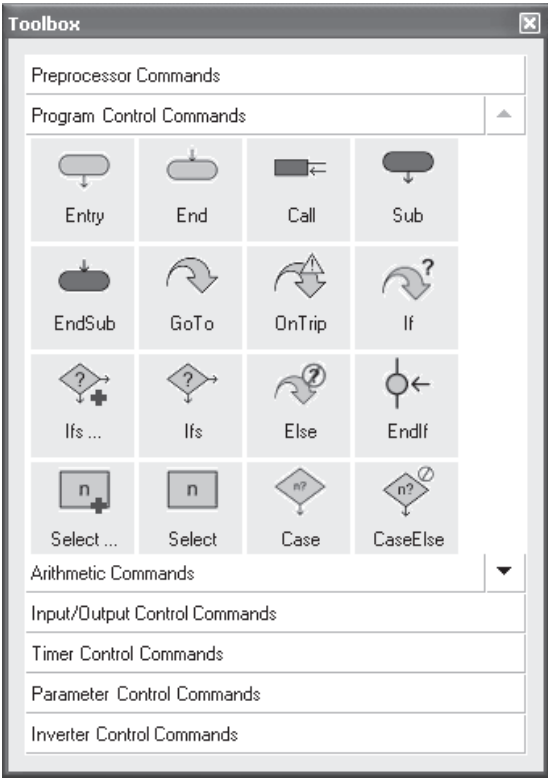 Toolbox
Preprocessor Commands
Program Control Commands
Entry End Call Sub
EndSub GoTo OnTrip If
? ? 
Ifs ... Ifs Else EndIf
n n n? n?
Select ... Select Case CaseElse
Arithmetic Commands
Input/Output Control Commands
Timer Control Commands
Parameter Control Commands
Inverter Control Commands